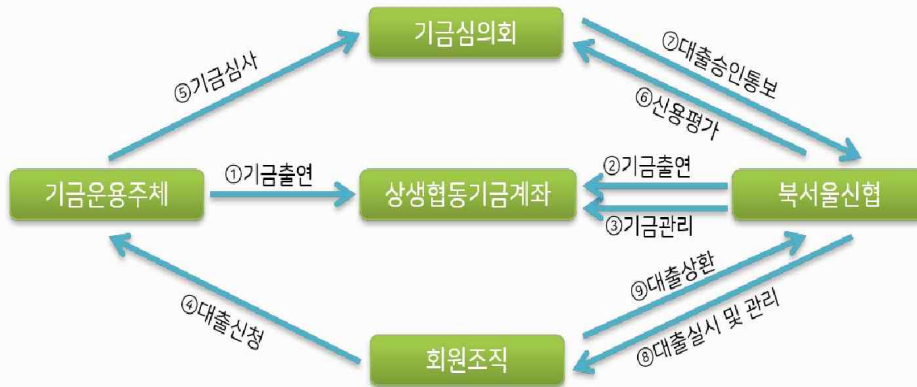 기금심의회
⑦대출승인통보
⑤기금심사
⑥신용평가
기금운용주체
①기금출연
상생협동기금계좌
②기금출연
③기금관리
북서울신협
④대출신청
⑨대출상환
⑧대출실시 및 관리
회원조직